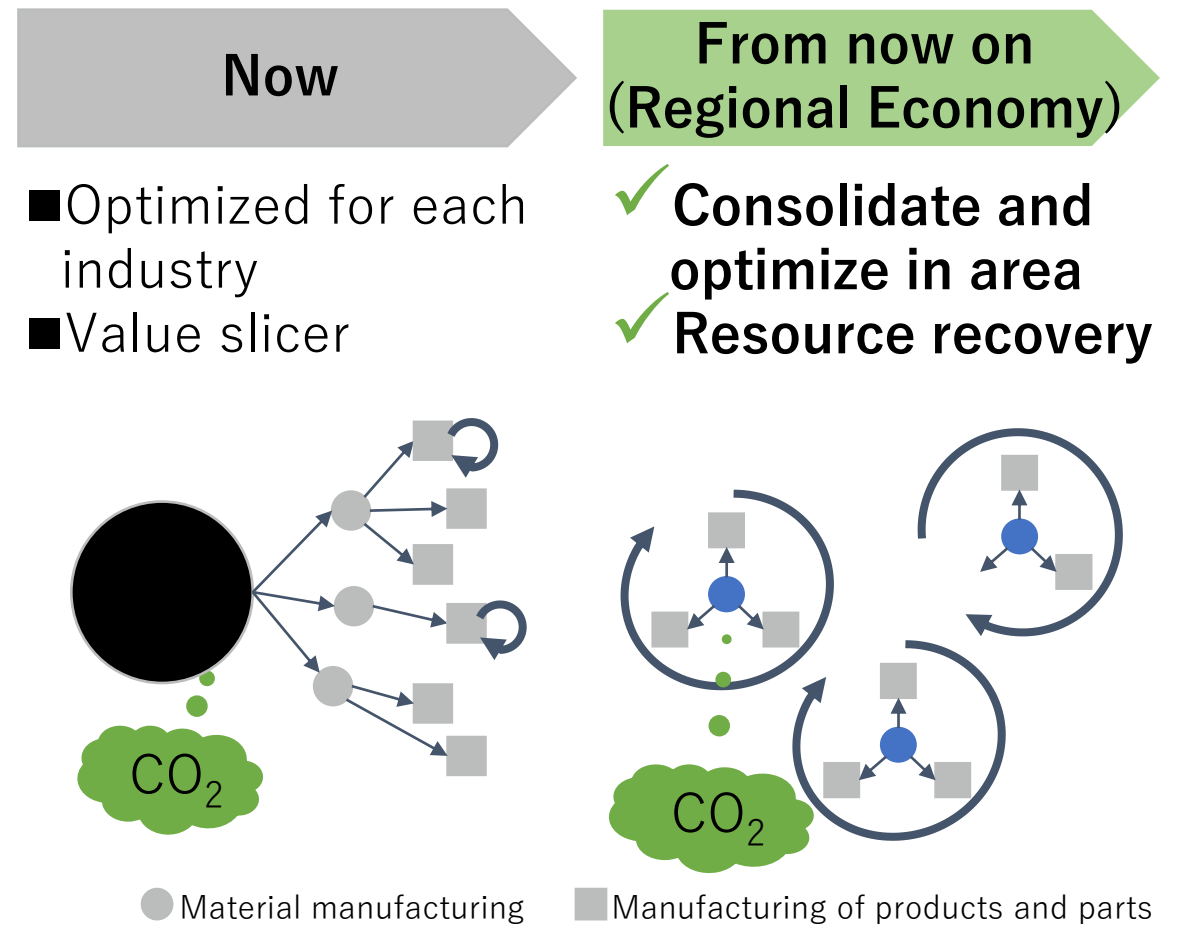 Now
From now on
(Regional Economy)
■Optimized for each
industry
■Value slicer
✓Consolidate and
optimize in area
✓Resource recovery
CO₂
CO₂
Material manufacturing
Manufacturing of products and parts